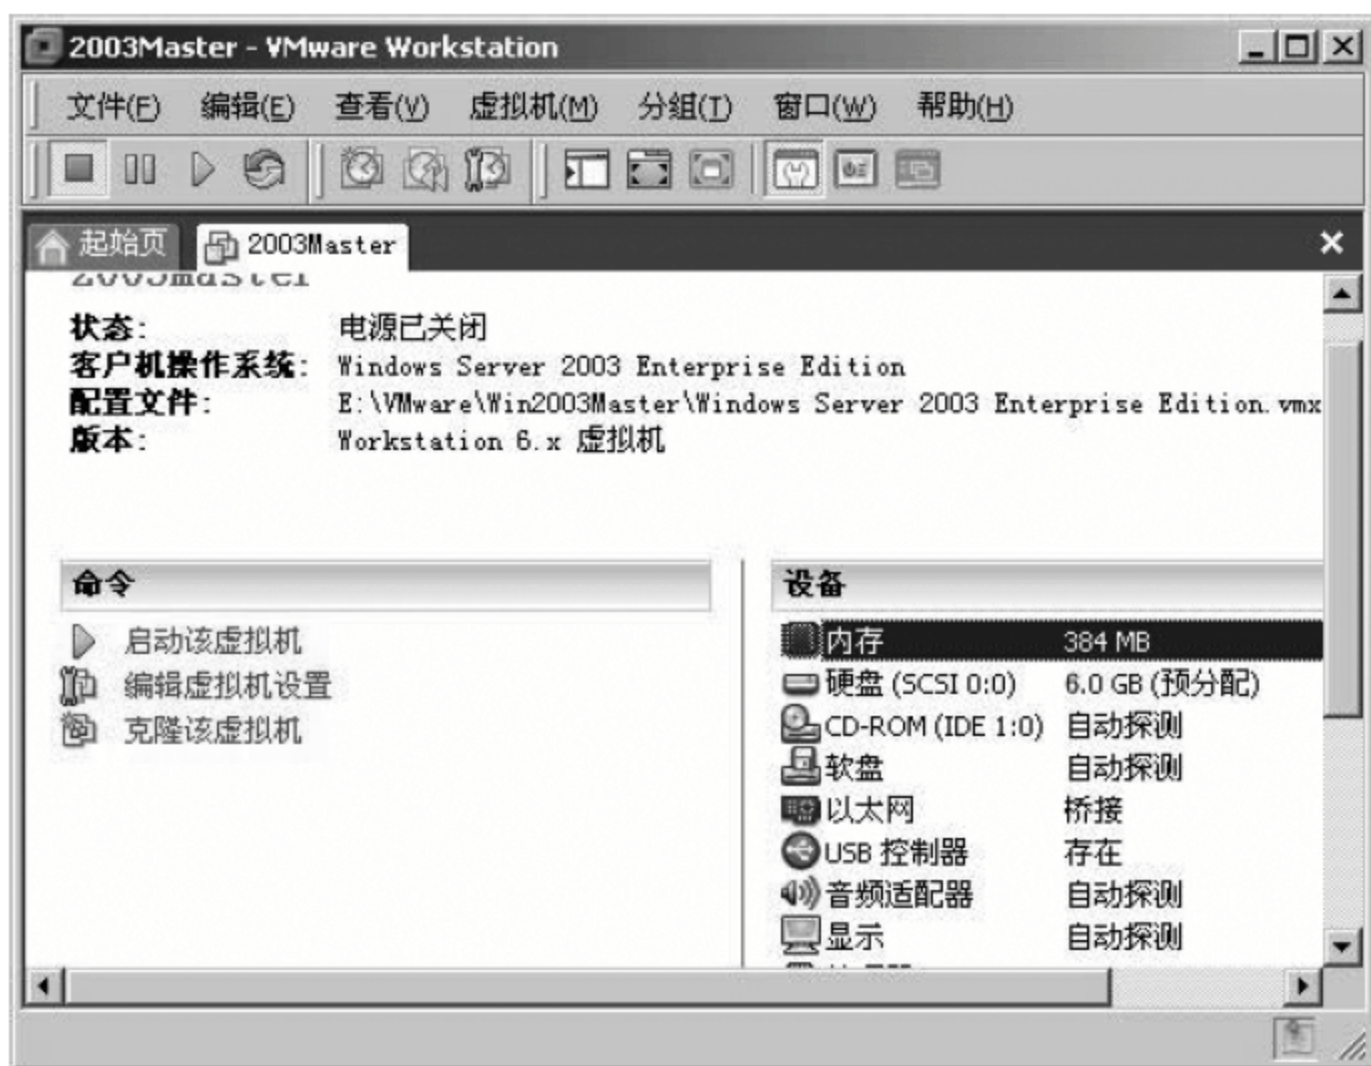 2003Master - VMware Workstation
文件(F) 编辑(E) 查看(V) 虚拟机(M) 分组(T) 窗口(W) 帮助(H)
起始页 2003Master
2003master
状态: 电源已关闭
客户机操作系统: Windows Server 2003 Enterprise Edition
配置文件: E:\VMware\Win2003Master\Windows Server 2003 Enterprise Edition.vmx
版本: Workstation 6.x 虚拟机
命令
启动该虚拟机
编辑虚拟机设置
克隆该虚拟机
设备
内存 384 MB
硬盘 (SCSI 0:0) 6.0 GB (预分配)
CD-ROM (IDE 1:0) 自动探测
软盘 自动探测
以太网 桥接
USB 控制器 存在
音频适配器 自动探测
显示 自动探测